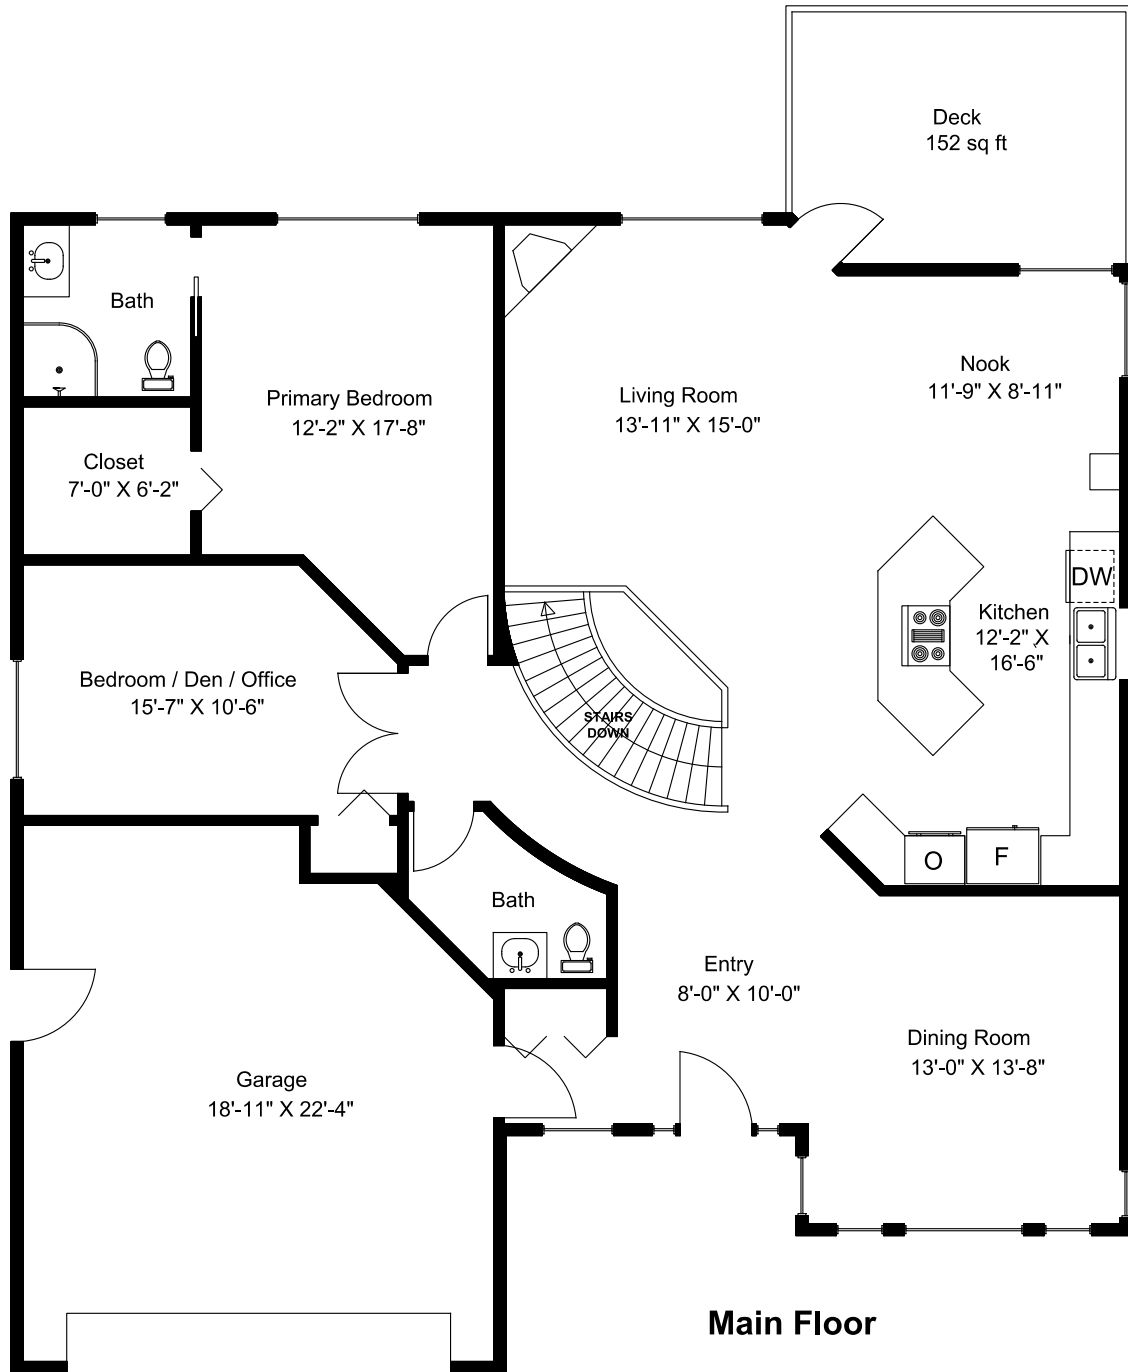 Deck
152 sq ft
Bath
Primary Bedroom
12'-2" X 17'-8"
Living Room
13'-11" X 15'-0"
Nook
11'-9" X 8'-11"
Closet
7'-0" X 6'-2"
DW
Kitchen
12'-2" X
16'-6"
Bedroom / Den / Office
15'-7" X 10'-6"
STAIRS
DOWN
O
F
Bath
Entry
8'-0" X 10'-0"
Dining Room
13'-0" X 13'-8"
Garage
18'-11" X 22'-4"
Main Floor